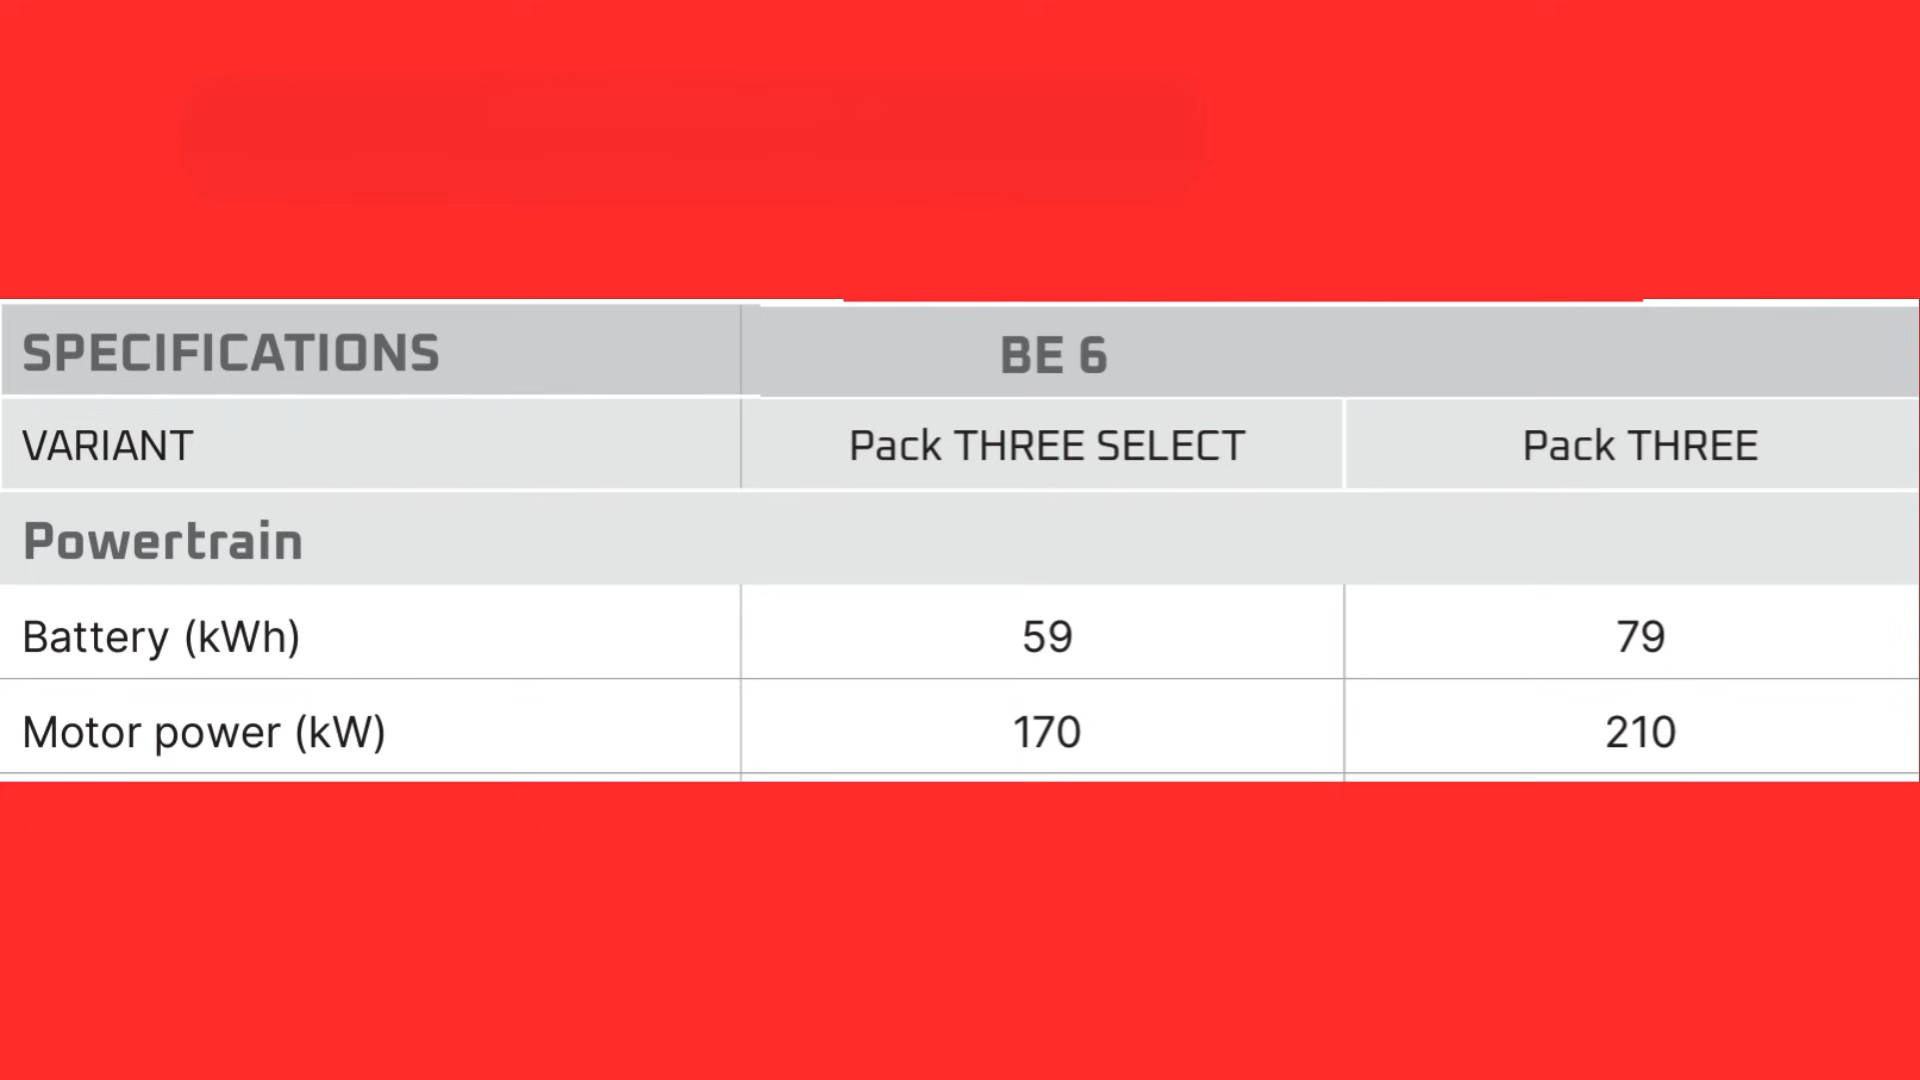 SPECIFICATIONS BE 6
VARIANT Pack THREE SELECT Pack THREE
Powertrain
Battery (kWh) 59 79
Motor power (kW) 170 210